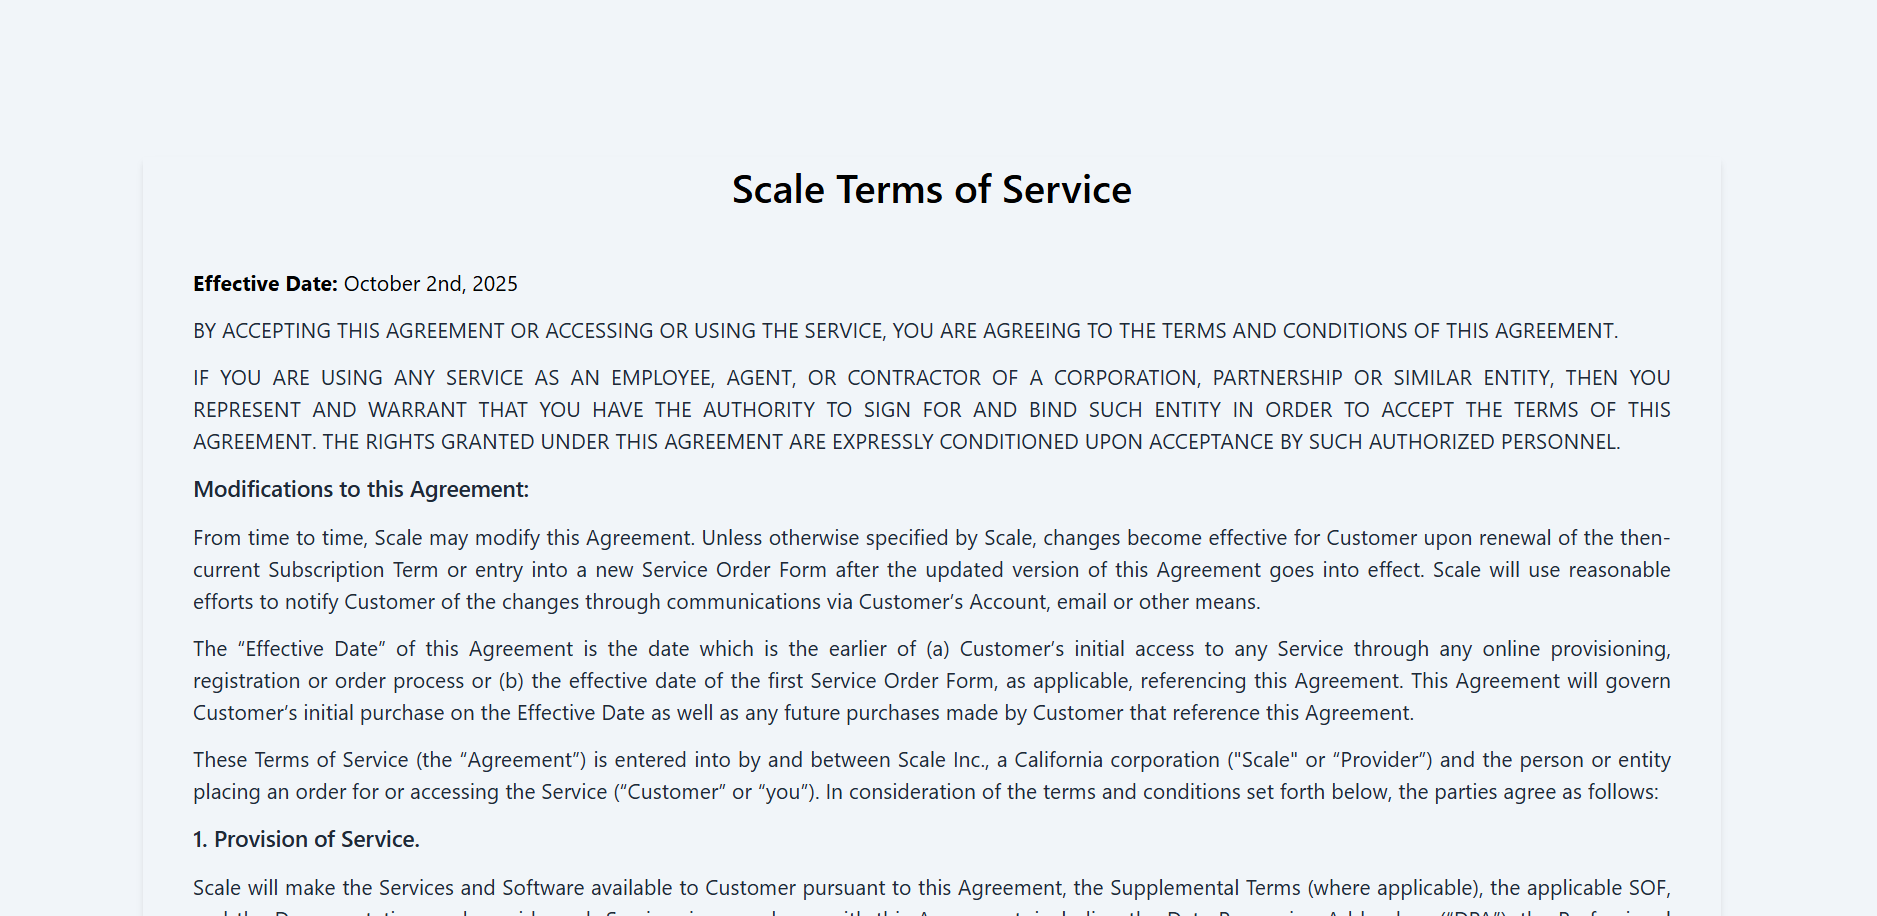 Scale Terms of Service
Effective Date: October 2nd, 2025
BY ACCEPTING THIS AGREEMENT OR ACCESSING OR USING THE SERVICE, YOU ARE AGREEING TO THE TERMS AND CONDITIONS OF THIS AGREEMENT.
IF YOU ARE USING ANY SERVICE AS AN EMPLOYEE, AGENT, OR CONTRACTOR OF A CORPORATION, PARTNERSHIP OR SIMILAR ENTITY, THEN YOU
REPRESENT AND WARRANT THAT YOU HAVE THE AUTHORITY TO SIGN FOR AND BIND SUCH ENTITY IN ORDER TO ACCEPT THE TERMS OF THIS
AGREEMENT. THE RIGHTS GRANTED UNDER THIS AGREEMENT ARE EXPRESSLY CONDITIONED UPON ACCEPTANCE BY SUCH AUTHORIZED PERSONNEL.
Modifications to this Agreement:
From time to time, Scale may modify this Agreement. Unless otherwise specified by Scale, changes become effective for Customer upon renewal of the then-
current Subscription Term or entry into a new Service Order Form after the updated version of this Agreement goes into effect. Scale will use reasonable
efforts to notify Customer of the changes through communications via Customer’s Account, email or other means.
The “Effective Date” of this Agreement is the date which is the earlier of (a) Customer’s initial access to any Service through any online provisioning,
registration or order process or (b) the effective date of the first Service Order Form, as applicable, referencing this Agreement. This Agreement will govern
Customer’s initial purchase on the Effective Date as well as any future purchases made by Customer that reference this Agreement.
These Terms of Service (the “Agreement”) is entered into by and between Scale Inc., a California corporation ("Scale" or “Provider”) and the person or entity
placing an order for or accessing the Service (“Customer” or “you”). In consideration of the terms and conditions set forth below, the parties agree as follows:
1. Provision of Service.
Scale will make the Services and Software available to Customer pursuant to this Agreement, the Supplemental Terms (where applicable), the applicable SOF,